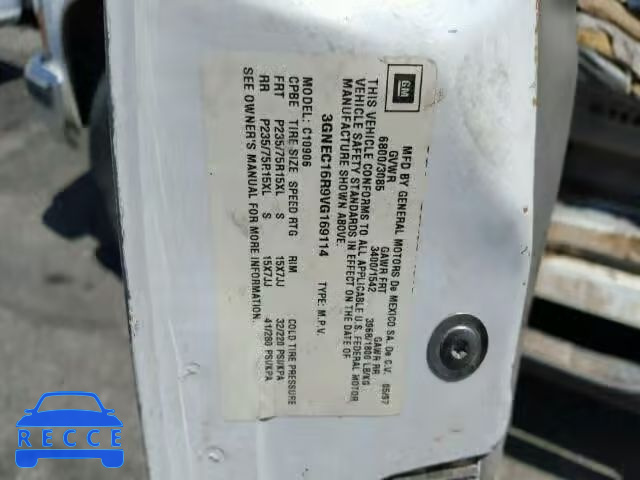 GM
MFD BY GENERAL MOTORS De MEXICO SA. De C.V. 05/97
GVWR GAWR FRT GAWR RR
6800/3085 3400/1542 3968/1800 LB/KG
THIS VEHICLE CONFORMS TO ALL APPLICABLE U.S. FEDERAL MOTOR
VEHICLE SAFETY STANDARDS IN EFFECT ON THE DATE OF
MANUFACTURE SHOWN ABOVE.
3GNEC16R9VG169114 TYPE: M.P.V.
MODEL: C10906
CPBE TIRE SIZE SPEED RTG RIM COLD TIRE PRESSURE
FRT P235/75R15XL S 15X7JJ 32/220 PSI/KPA
RR P235/75R15XL S 15X7JJ 41/280 PSI/KPA
SEE OWNER'S MANUAL FOR MORE INFORMATION.
RECCE